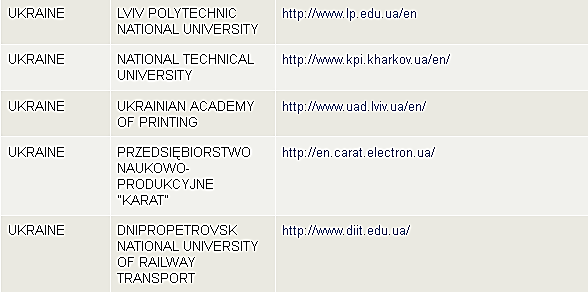 UKRAINE LVIV POLYTECHNIC http://www.lp.edu.ua/en
NATIONAL UNIVERSITY
UKRAINE NATIONAL TECHNICAL http://www.kpi.kharkov.ua/en/
UNIVERSITY
UKRAINE UKRAINIAN ACADEMY http://www.uad.lviv.ua/en/
OF PRINTING
UKRAINE PRZEDSIĘBIORSTWO http://en.carat.electron.ua/
NAUKOWO-
PRODUKCYJNE
"KARAT"
UKRAINE DNIPROPETROVSK http://www.diit.edu.ua/
NATIONAL UNIVERSITY
OF RAILWAY
TRANSPORT